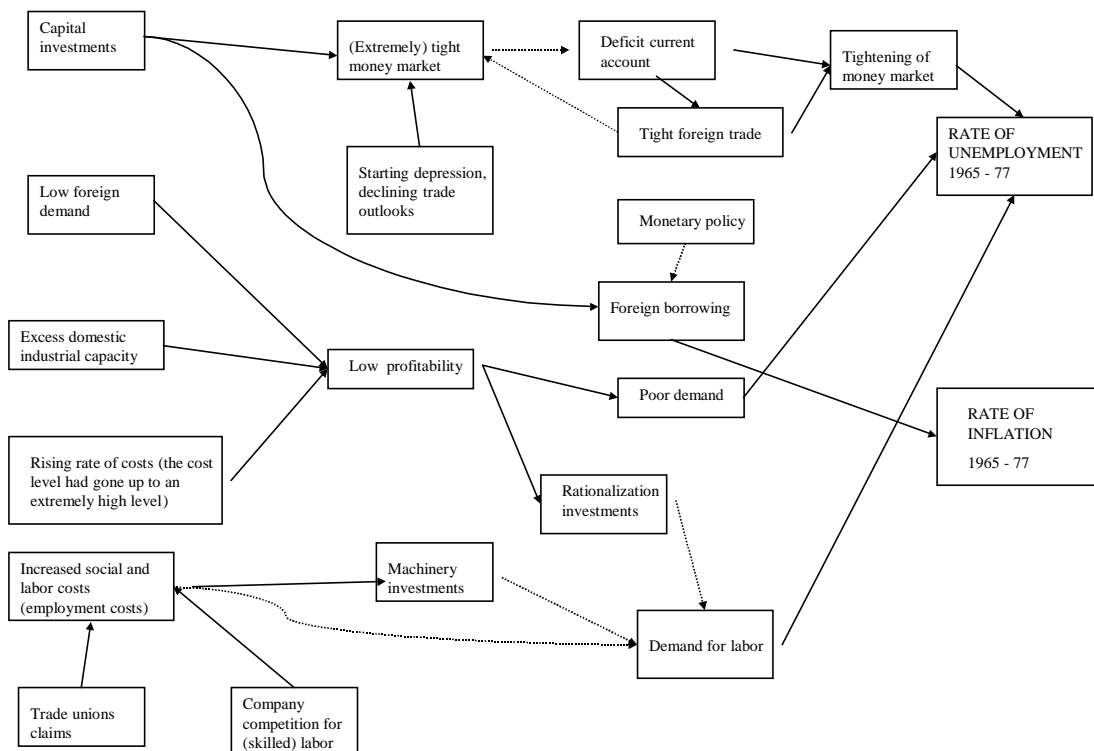 Capital
investments
(Extremely) tight
money market
Deficit current
account
Tightening of
money market
Tight foreign trade
RATE OF
UNEMPLOYMENT
1965 - 77
Starting depression,
declining trade
outlooks
Low foreign
demand
Monetary policy
Foreign borrowing
Excess domestic
industrial capacity
Low profitability
Poor demand
RATE OF
INFLATION
1965 - 77
Rising rate of costs (the cost
level had gone up to an
extremely high level)
Rationalization
investments
Increased social and
labor costs
(employment costs)
Machinery
investments
Demand for labor
Trade unions
claims
Company
competition for
(skilled) labor